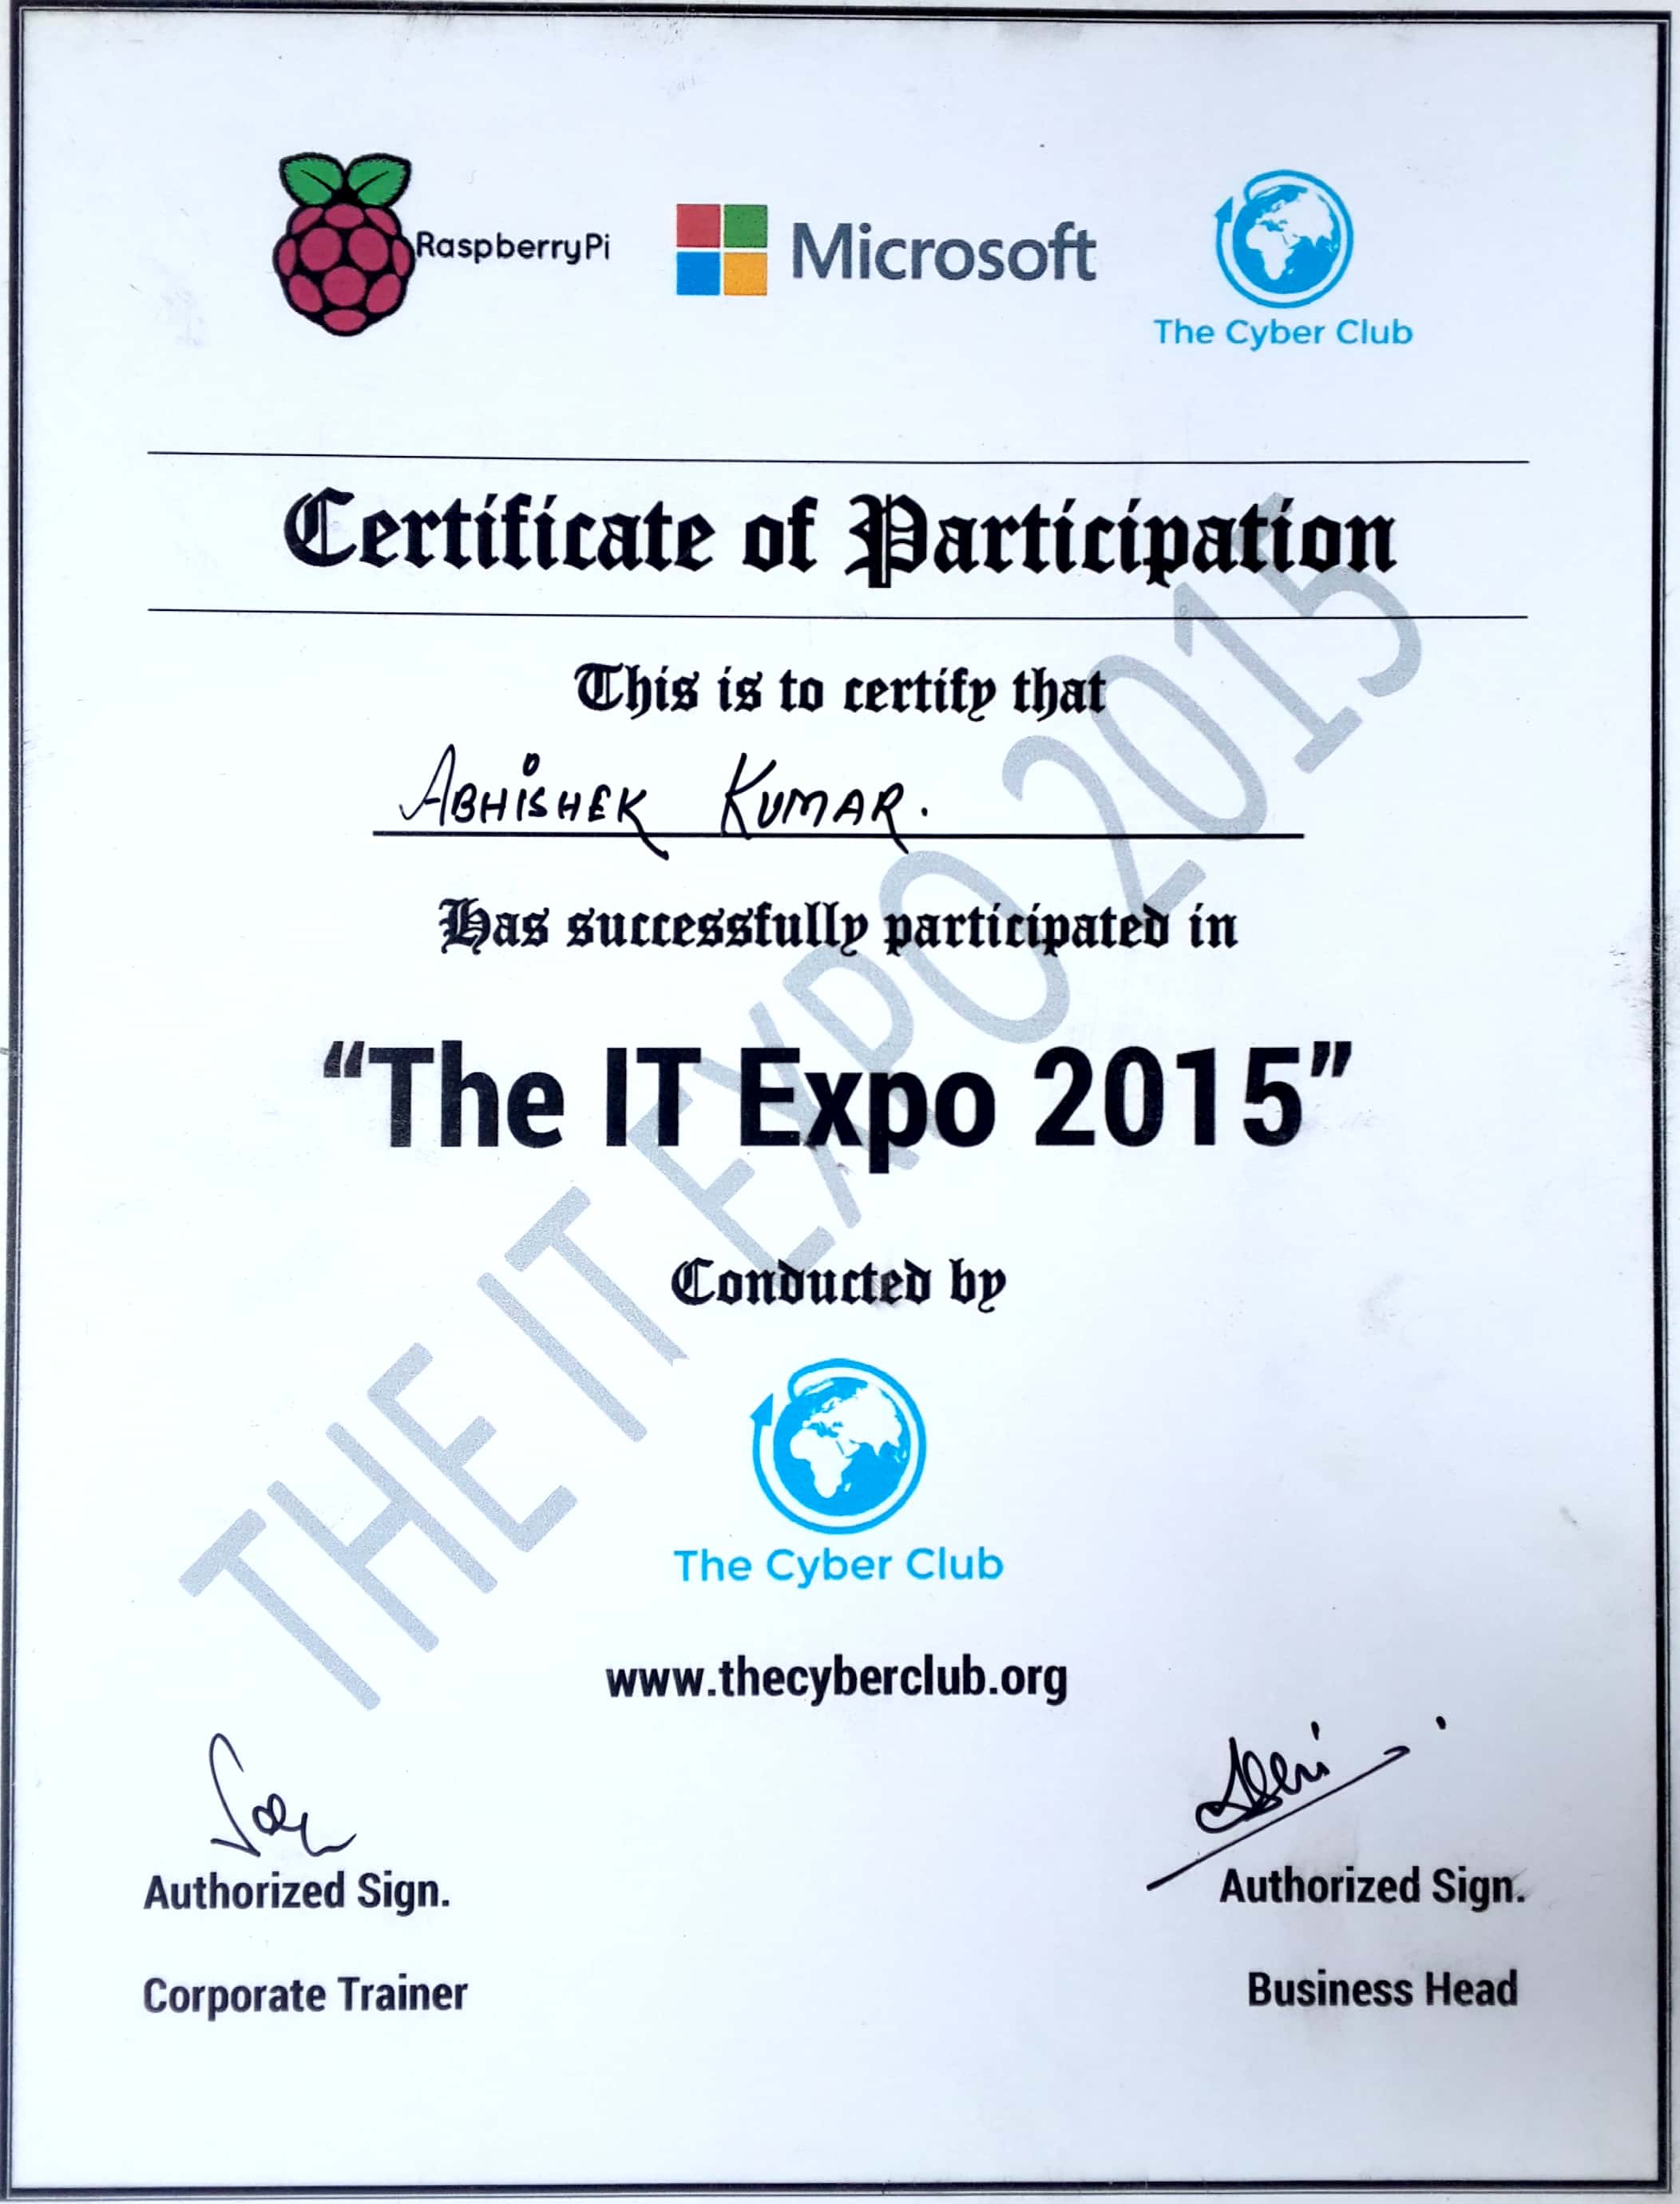 RaspberryPi
Microsoft
The Cyber Club
Certificate of Participation
This is to certify that
ABHISHEK KUMAR.
Has successfully participated in
"The IT Expo 2015"
THE IT EXPO 2015
Conducted by
The Cyber Club
www.thecyberclub.org
Authorized Sign.
Corporate Trainer
Authorized Sign.
Business Head